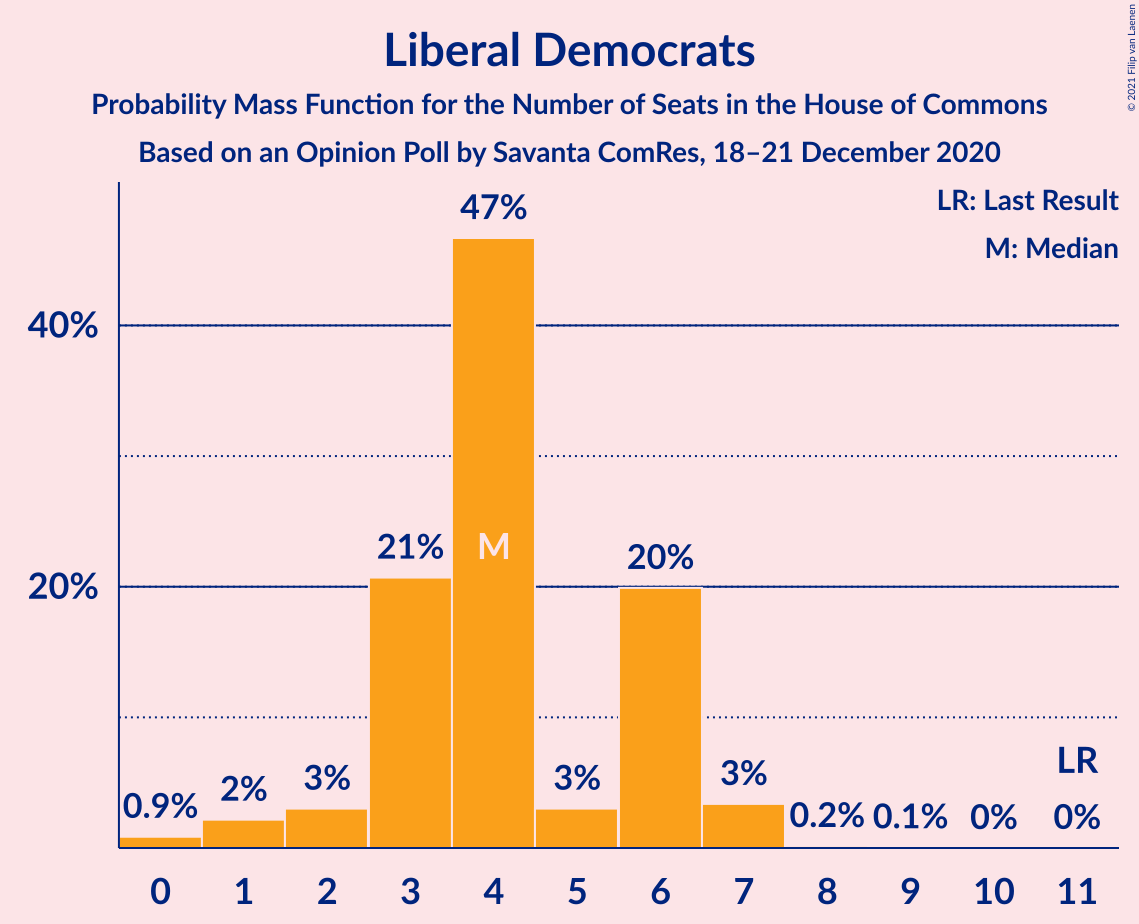 Liberal Democrats
Probability Mass Function for the Number of Seats in the House of Commons
Based on an Opinion Poll by Savanta ComRes, 18–21 December 2020
© 2021 Filip van Laenen
LR: Last Result
M: Median
47%
40%
21%
M
20%
20%
0.9%
2%
3%
3%
3%
0.2%
0.1%
0%
LR
0%
0 1 2 3 4 5 6 7 8 9 10 11